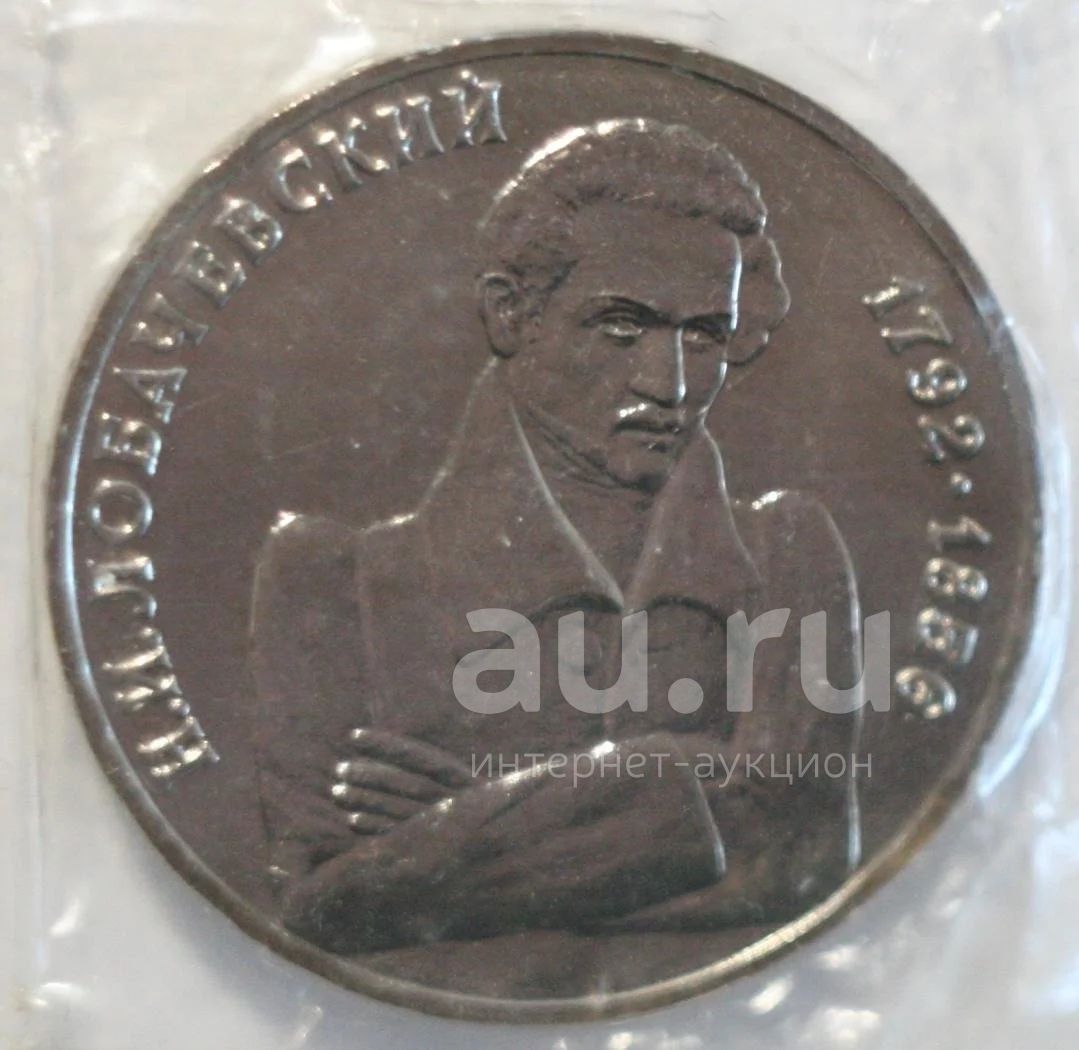 Н.И.ЛОБАЧЕВСКИЙ
1792·1856
au.ru
интернет-аукцион